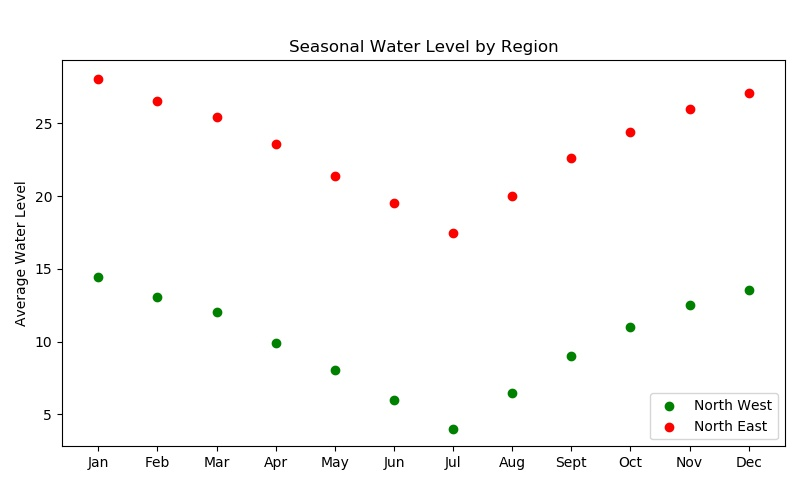 Seasonal Water Level by Region
Average Water Level
25
20
15
10
5
Jan Feb Mar Apr May Jun Jul Aug Sept Oct Nov Dec
North West
North East